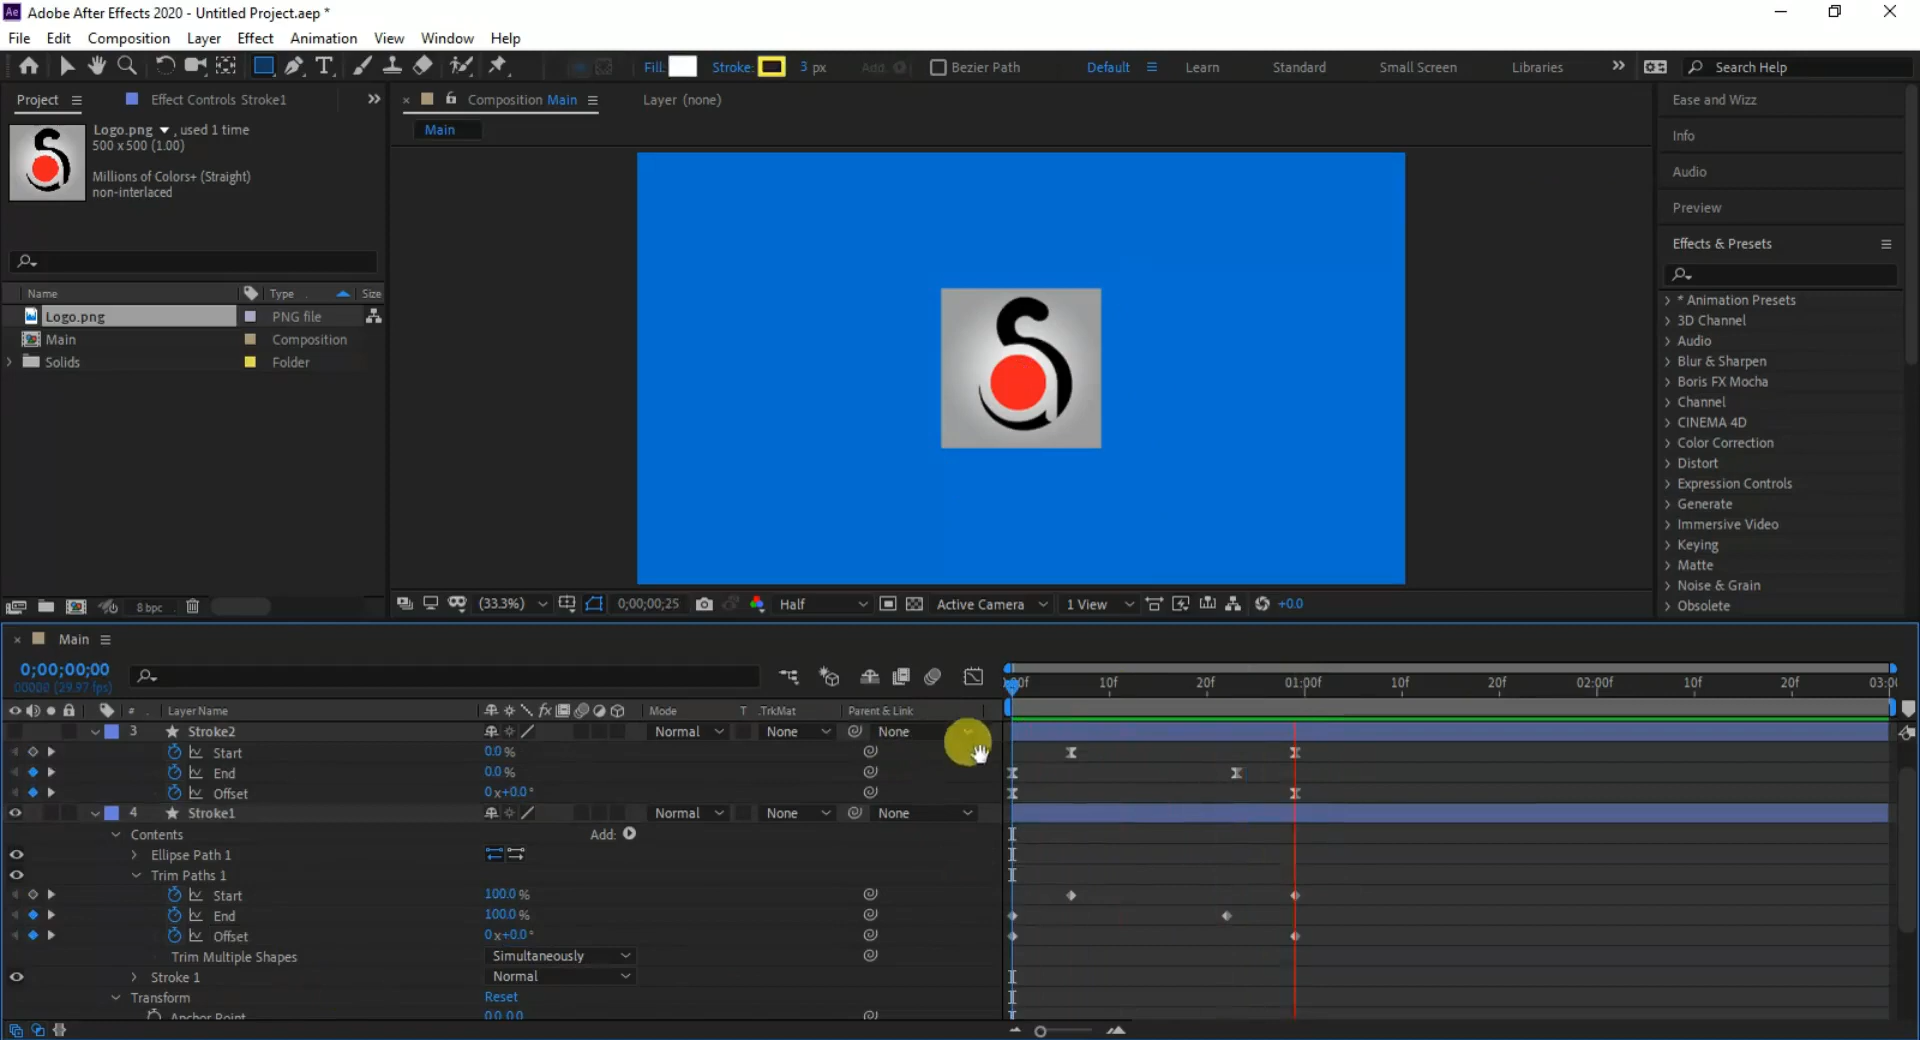 Ae Adobe After Effects 2020 - Untitled Project.aep *
File Edit Composition Layer Effect Animation View Window Help
Fill: Stroke: 3 px Add: Bezier Path Default Learn Standard Small Screen Libraries Search Help
Project Effect Controls Stroke1
Composition Main Layer (none)
Main
Logo.png , used 1 time
500 x 500 (1.00)
Millions of Colors+ (Straight)
non-interlaced
Name Type Size
Logo.png PNG file
Main Composition
Solids Folder
8 bpc
(33.3%) 0;00;00;25 Half Active Camera 1 View +0.0
Ease and Wizz
Info
Audio
Preview
Effects & Presets
* Animation Presets
3D Channel
Audio
Blur & Sharpen
Boris FX Mocha
Channel
CINEMA 4D
Color Correction
Distort
Expression Controls
Generate
Immersive Video
Keying
Matte
Noise & Grain
Obsolete
Main
0;00;00;00
00000 (29.97 fps)
:00f 10f 20f 01:00f 10f 20f 02:00f 10f 20f 03:00
# Layer Name Mode T .TrkMat Parent & Link
3 Stroke2 Normal None None
Start 0.0 %
End 0.0 %
Offset 0x+0.0°
4 Stroke1 Normal None None
Contents Add:
Ellipse Path 1
Trim Paths 1
Start 100.0 %
End 100.0 %
Offset 0x+0.0°
Trim Multiple Shapes Simultaneously
Stroke 1 Normal
Transform Reset
Anchor Point 0.0,0.0